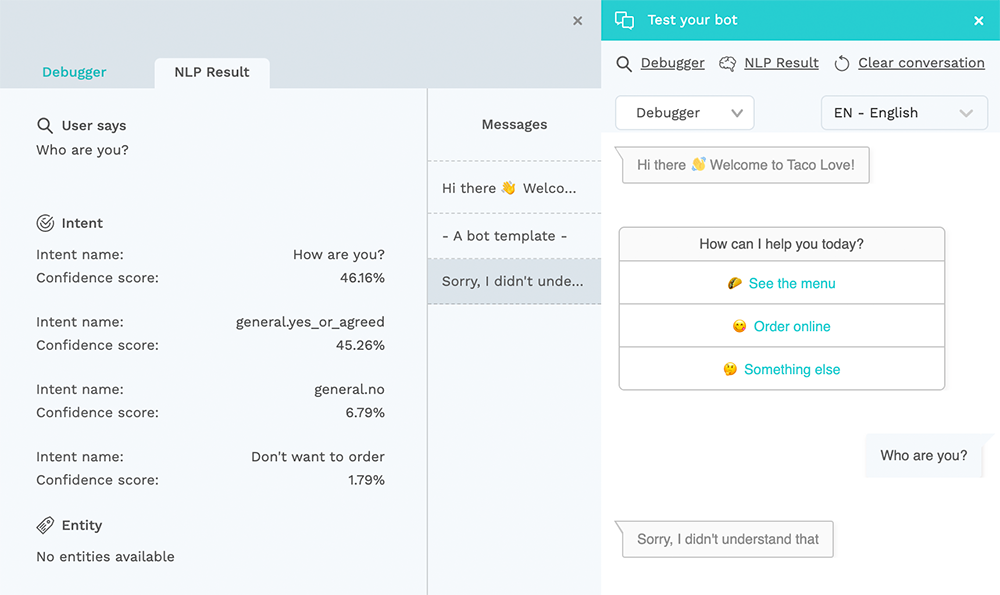 Debugger
NLP Result
User says
Who are you?
Intent
Intent name: How are you?
Confidence score: 46.16%
Intent name: general.yes_or_agreed
Confidence score: 45.26%
Intent name: general.no
Confidence score: 6.79%
Intent name: Don't want to order
Confidence score: 1.79%
Entity
No entities available
Messages
Hi there 👋 Welco...
- A bot template -
Sorry, I didn't unde...
Test your bot
Debugger NLP Result Clear conversation
Debugger EN - English
Hi there 👋 Welcome to Taco Love!
How can I help you today?
🌮 See the menu
😋 Order online
🤔 Something else
Who are you?
Sorry, I didn't understand that